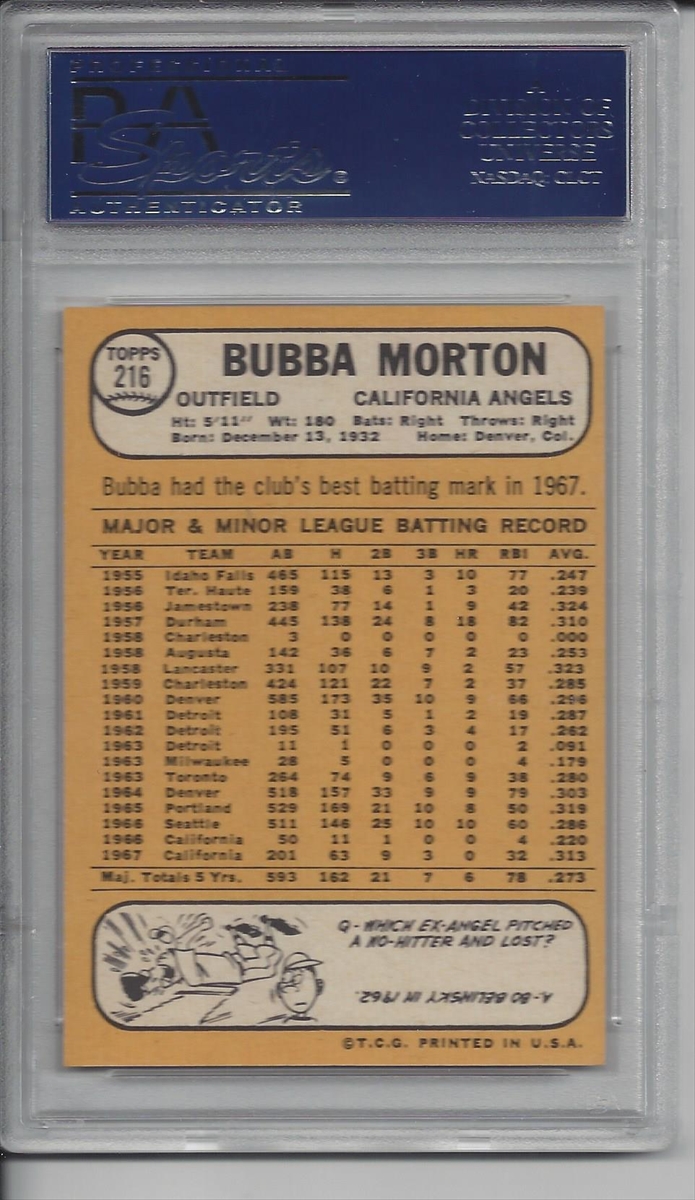 PROFESSIONAL
PSA
Sports®
AUTHENTICATOR
A
DIVISION OF
COLLECTORS
UNIVERSE
NASDAQ: CLCT
TOPPS
216
BUBBA MORTON
OUTFIELD CALIFORNIA ANGELS
Ht: 5'11" Wt: 180 Bats: Right Throws: Right
Born: December 13, 1932 Home: Denver, Col.
Bubba had the club's best batting mark in 1967.
MAJOR & MINOR LEAGUE BATTING RECORD
YEAR TEAM AB H 2B 3B HR RBI AVG.
1955 Idaho Falls 465 115 13 3 10 77 .247
1956 Ter. Haute 159 38 6 1 3 20 .239
1956 Jamestown 238 77 14 1 9 42 .324
1957 Durham 445 138 24 8 18 82 .310
1958 Charleston 3 0 0 0 0 0 .000
1958 Augusta 142 36 6 7 2 23 .253
1958 Lancaster 331 107 10 9 2 57 .323
1959 Charleston 424 121 22 7 2 37 .285
1960 Denver 585 173 35 10 9 66 .296
1961 Detroit 108 31 5 1 2 19 .287
1962 Detroit 195 51 6 3 4 17 .262
1963 Detroit 11 1 0 0 0 2 .091
1963 Milwaukee 28 5 0 0 0 4 .179
1963 Toronto 264 74 9 6 9 38 .280
1964 Denver 518 157 33 9 9 79 .303
1965 Portland 529 169 21 10 8 50 .319
1966 Seattle 511 146 25 10 10 60 .286
1966 California 50 11 1 0 0 4 .220
1967 California 201 63 9 3 0 32 .313
Maj. Totals 5 Yrs. 593 162 21 7 6 78 .273
Q-WHICH EX-ANGEL PITCHED
A NO-HITTER AND LOST?
A-BO BELINSKY IN 1962.
©T.C.G. PRINTED IN U.S.A.